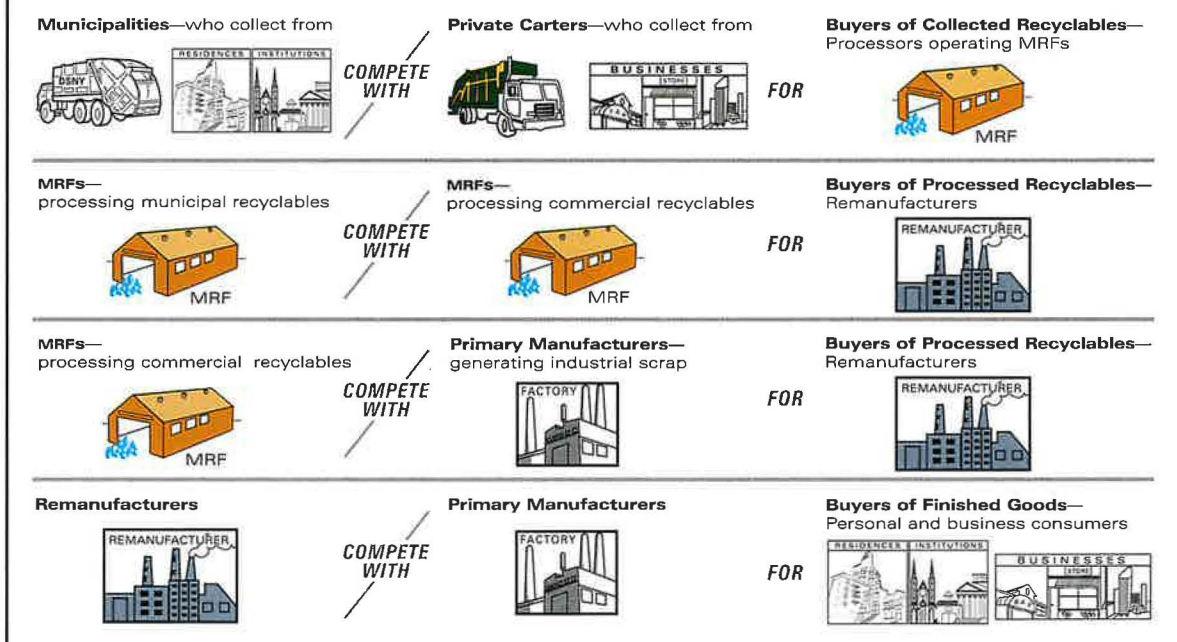 Municipalities—who collect from
DSNY
RESIDENCES INSTITUTIONS
COMPETE
WITH
Private Carters—who collect from
BUSINESSES
STORE
FOR
Buyers of Collected Recyclables—
Processors operating MRFs
MRF
MRFs—
processing municipal recyclables
MRF
COMPETE
WITH
MRFs—
processing commercial recyclables
MRF
FOR
Buyers of Processed Recyclables—
Remanufacturers
REMANUFACTURER
MRFs—
processing commercial recyclables
MRF
COMPETE
WITH
Primary Manufacturers—
generating industrial scrap
FACTORY
FOR
Buyers of Processed Recyclables—
Remanufacturers
REMANUFACTURER
Remanufacturers
REMANUFACTURER
COMPETE
WITH
Primary Manufacturers
FACTORY
FOR
Buyers of Finished Goods—
Personal and business consumers
RESIDENCES INSTITUTIONS
BUSINESSES
STORE